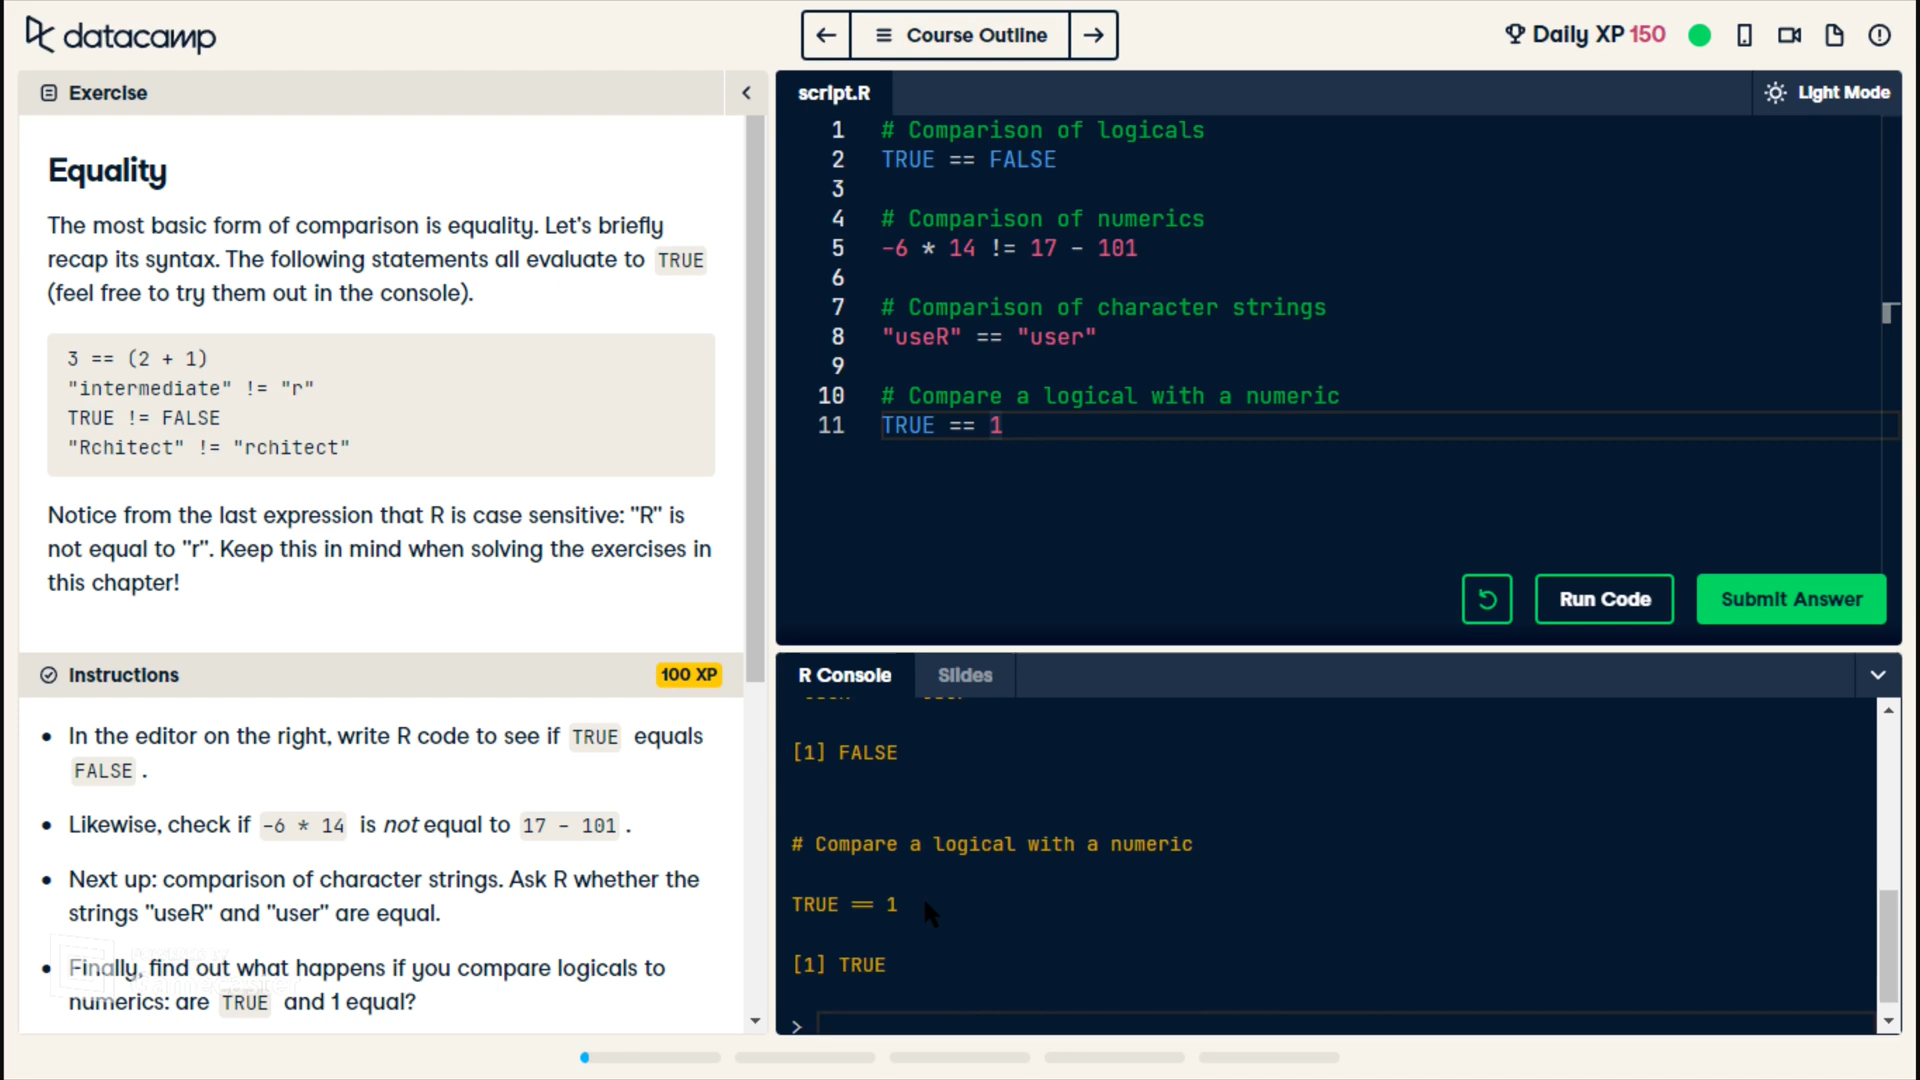 datacamp
Course Outline
Daily XP 150
Exercise
Equality
The most basic form of comparison is equality. Let's briefly
recap its syntax. The following statements all evaluate to TRUE
(feel free to try them out in the console).
3 == (2 + 1)
"intermediate" != "r"
TRUE != FALSE
"Rchitect" != "rchitect"
Notice from the last expression that R is case sensitive: "R" is
not equal to "r". Keep this in mind when solving the exercises in
this chapter!
Instructions
100 XP
In the editor on the right, write R code to see if TRUE equals
FALSE .
Likewise, check if -6 * 14 is not equal to 17 - 101 .
Next up: comparison of character strings. Ask R whether the
strings "useR" and "user" are equal.
Finally, find out what happens if you compare logicals to
numerics: are TRUE and 1 equal?
script.R
Light Mode
1 # Comparison of logicals
2 TRUE == FALSE
3
4 # Comparison of numerics
5 -6 * 14 != 17 - 101
6
7 # Comparison of character strings
8 "useR" == "user"
9
10 # Compare a logical with a numeric
11 TRUE == 1
Run Code
Submit Answer
R Console
Slides
[1] FALSE
# Compare a logical with a numeric
TRUE == 1
[1] TRUE
>